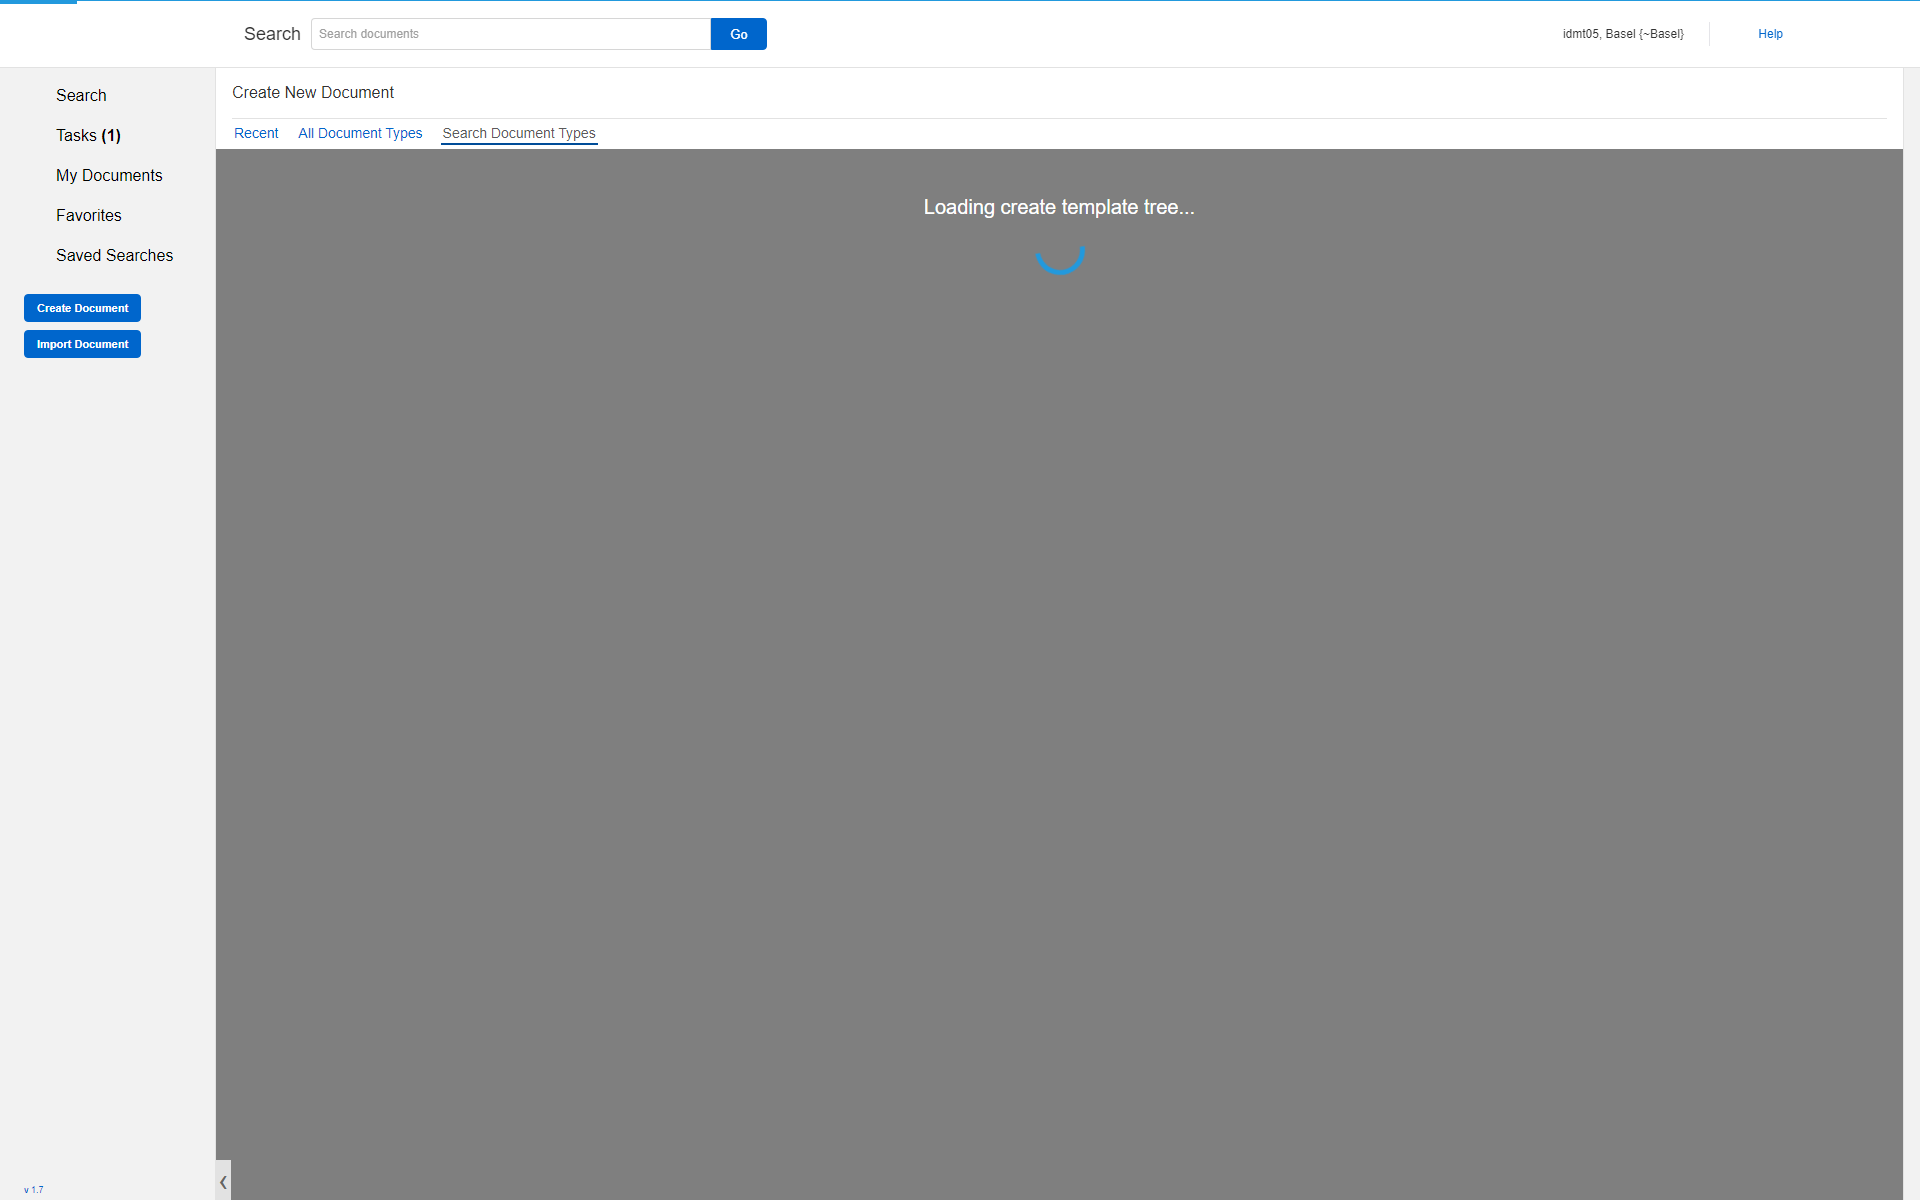 Search
Search documents
Go
idmt05, Basel {~Basel}
Help
Search
Tasks (1)
My Documents
Favorites
Saved Searches
Create Document
Import Document
Create New Document
Recent
All Document Types
Search Document Types
Loading create template tree...
v 1.7